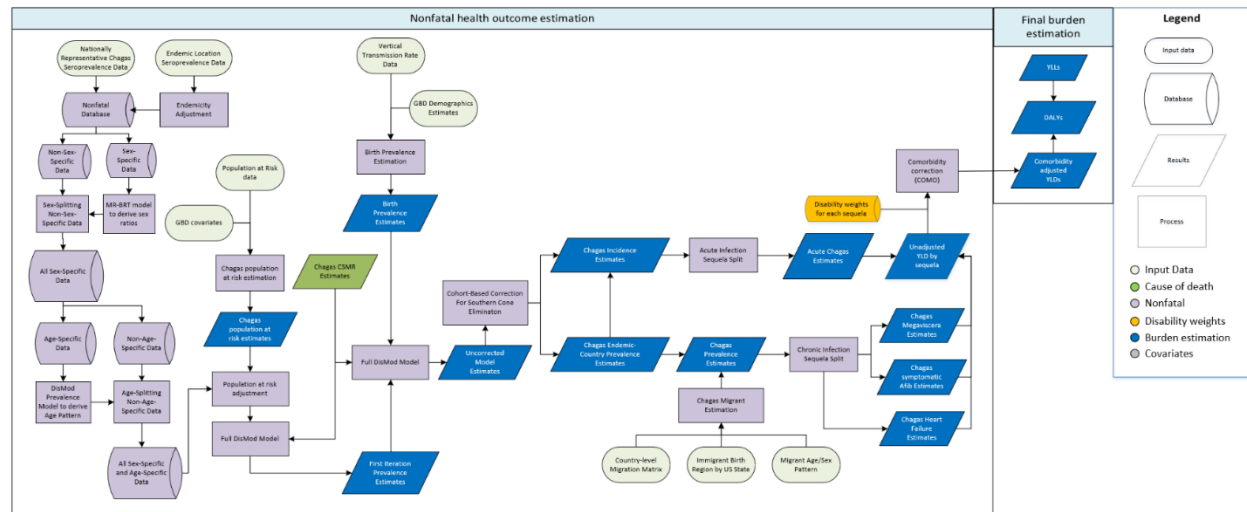 Nonfatal health outcome estimation
Final burden
estimation
Legend
Nationally
Representative Chagas
Seroprevalence Data
Endemic Location
Seroprevalence Data
Nonfatal
Database
Endemicity
Adjustment
Non-Sex-
Specific Data
Sex-
Specific Data
Sex-Splitting
Non-Sex-
Specific Data
MR-BRT model
to derive sex
ratios
All Sex-Specific
Data
Age-Specific
Data
Non-Age-
Specific Data
DisMod
Prevalence
Model to derive
Age Pattern
Age-Splitting
Non-Age-
Specific Data
All Sex-Specific
and Age-Specific
Data
Population at Risk
data
GBD covariates
Chagas population
at risk estimation
Chagas
population at
risk estimates
Population at risk
adjustment
Full DisMod Model
First Iteration
Prevalence
Estimates
Chagas CSMR
Estimates
Vertical
Transmission Rate
Data
GBD Demographics
Estimates
Birth Prevalence
Estimation
Birth
Prevalence
Estimates
Full DisMod Model
Uncorrected
Model
Estimates
Cohort-Based Correction
For Southern Cone
Eliminaton
Chagas Incidence
Estimates
Chagas Endemic-
Country Prevalence
Estimates
Acute Infection
Sequela Split
Acute Chagas
Estimates
Chagas
Prevalence
Estimates
Chagas Migrant
Estimation
Country-level
Migration Matrix
Immigrant Birth
Region by US State
Migrant Age/Sex
Pattern
Chronic Infection
Sequela Split
Chagas
Megaviscera
Estimates
Chagas
symptomatic
Afib Estimates
Chagas Heart
Failure
Estimates
Disability weights
for each sequela
Unadjusted
YLD by
sequela
Comorbidity
correction
(COMO)
YLLs
DALYs
Comorbidity
adjusted
YLDs
Input data
Database
Results
Process
Input Data
Cause of death
Nonfatal
Disability weights
Burden estimation
Covariates